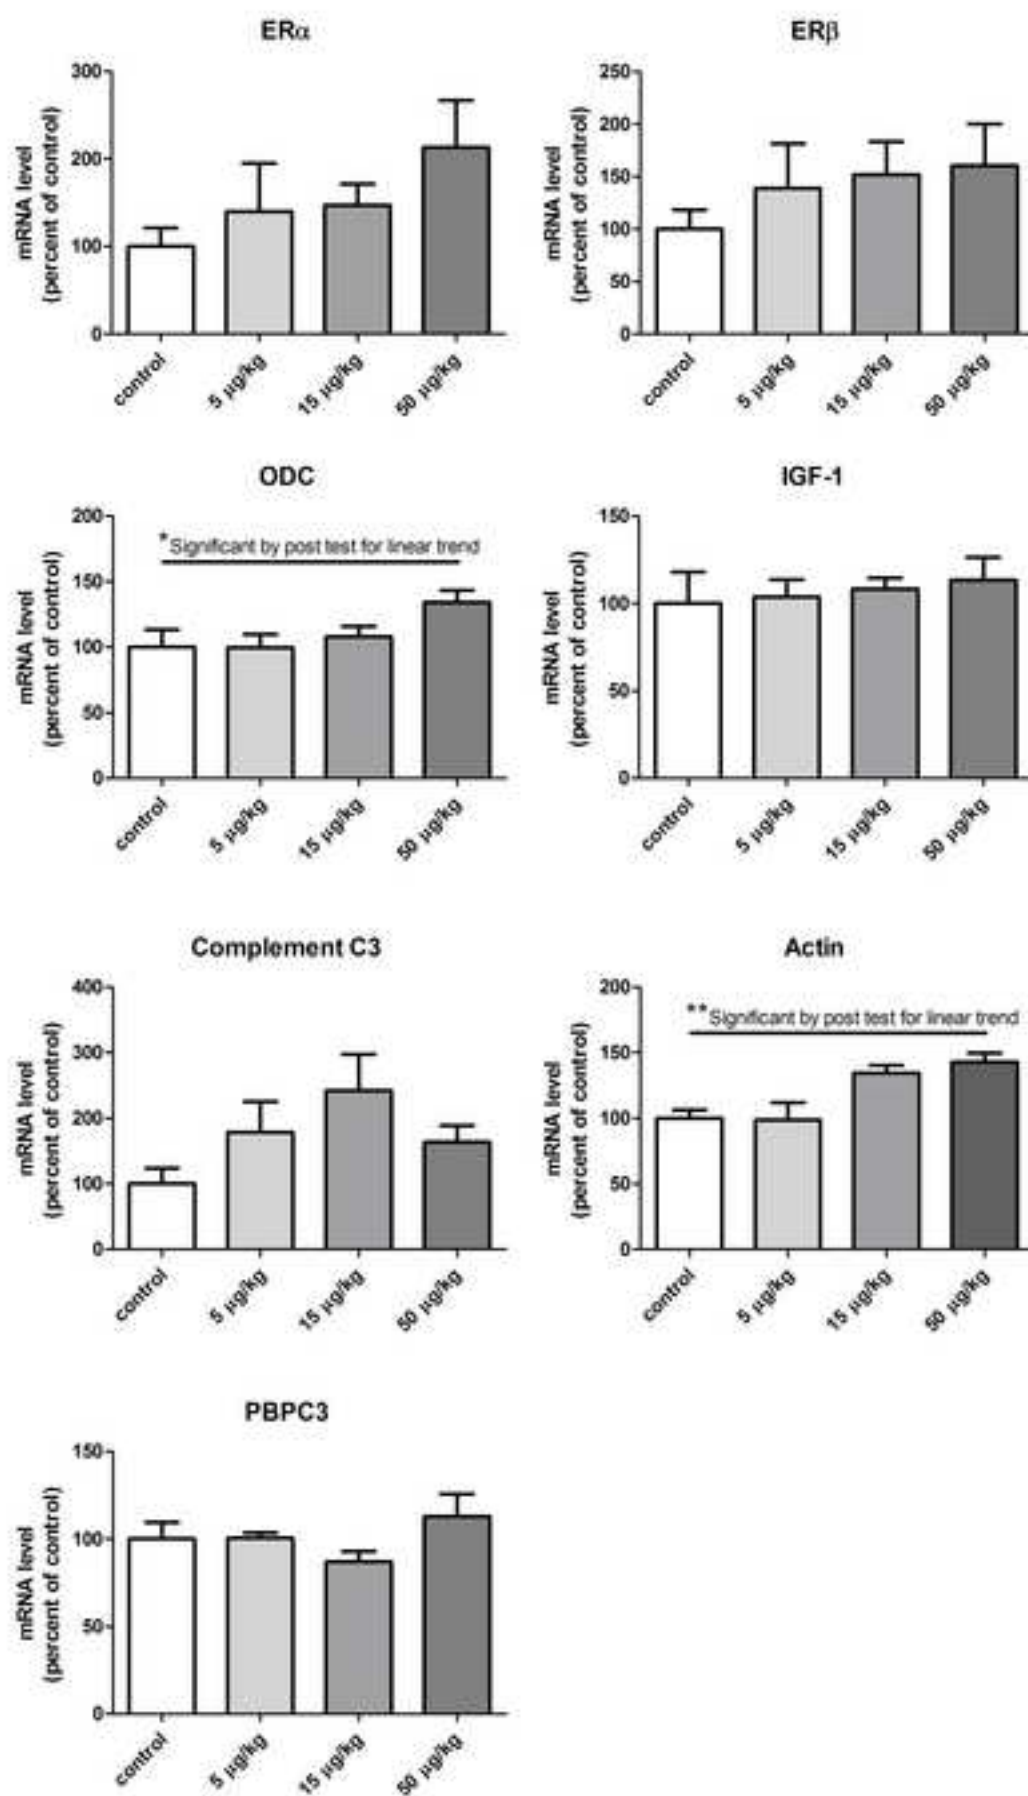 ERα
mRNA level
(percent of control)
300
200
100
0
control
5 µg/kg
15 µg/kg
50 µg/kg
ERβ
mRNA level
(percent of control)
250
200
150
100
50
0
control
5 µg/kg
15 µg/kg
50 µg/kg
ODC
mRNA level
(percent of control)
200
150
100
50
0
*Significant by post test for linear trend
control
5 µg/kg
15 µg/kg
50 µg/kg
IGF-1
mRNA level
(percent of control)
150
100
50
0
control
5 µg/kg
15 µg/kg
50 µg/kg
Complement C3
mRNA level
(percent of control)
400
300
200
100
0
control
5 µg/kg
15 µg/kg
50 µg/kg
Actin
mRNA level
(percent of control)
200
150
100
50
0
**Significant by post test for linear trend
control
5 µg/kg
15 µg/kg
50 µg/kg
PBPC3
mRNA level
(percent of control)
150
100
50
0
control
5 µg/kg
15 µg/kg
50 µg/kg